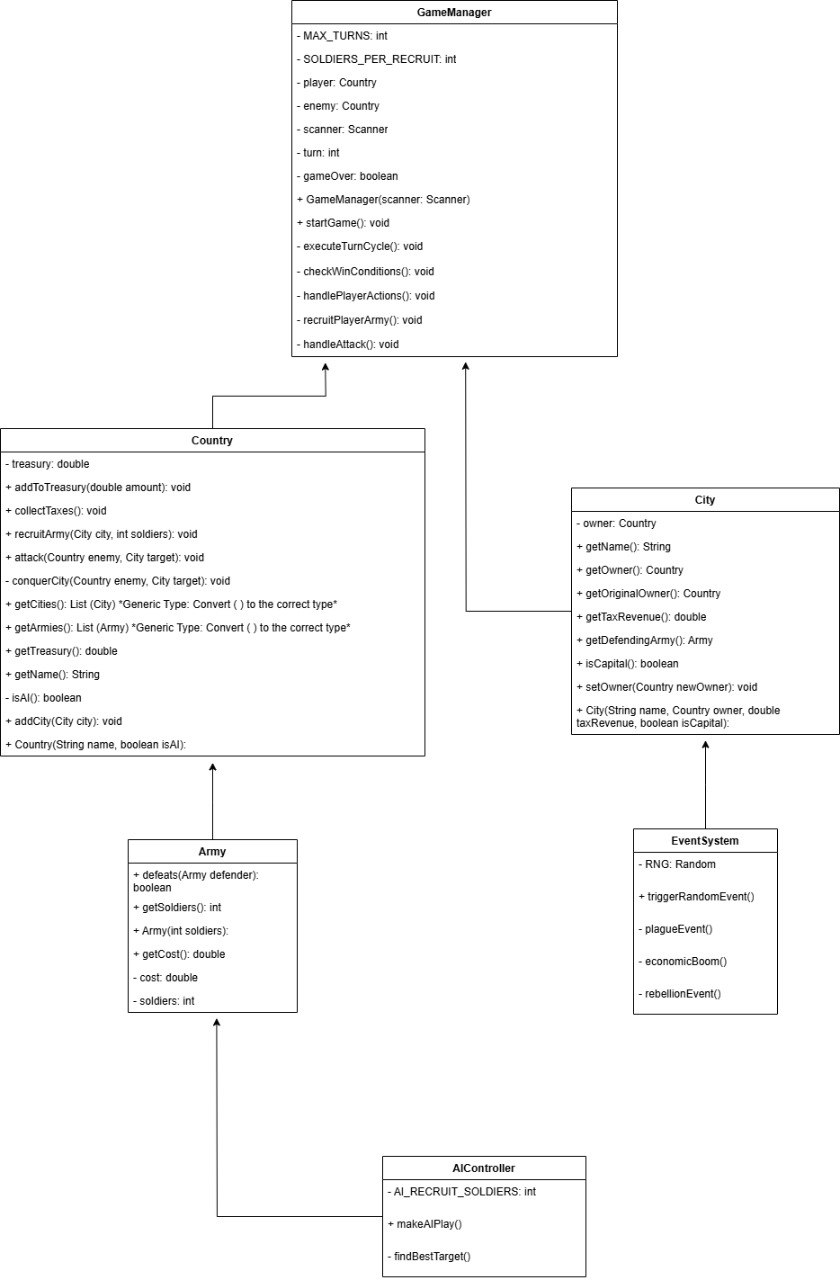 GameManager
- MAX_TURNS: int
- SOLDIERS_PER_RECRUIT: int
- player: Country
- enemy: Country
- scanner: Scanner
- turn: int
- gameOver: boolean
+ GameManager(scanner: Scanner)
+ startGame(): void
- executeTurnCycle(): void
- checkWinConditions(): void
- handlePlayerActions(): void
- recruitPlayerArmy(): void
- handleAttack(): void
Country
- treasury: double
+ addToTreasury(double amount): void
+ collectTaxes(): void
+ recruitArmy(City city, int soldiers): void
+ attack(Country enemy, City target): void
- conquerCity(Country enemy, City target): void
+ getCities(): List (City) *Generic Type: Convert ( ) to the correct type*
+ getArmies(): List (Army) *Generic Type: Convert ( ) to the correct type*
+ getTreasury(): double
+ getName(): String
- isAI(): boolean
+ addCity(City city): void
+ Country(String name, boolean isAI):
City
- owner: Country
+ getName(): String
+ getOwner(): Country
+ getOriginalOwner(): Country
+ getTaxRevenue(): double
+ getDefendingArmy(): Army
+ isCapital(): boolean
+ setOwner(Country newOwner): void
+ City(String name, Country owner, double
taxRevenue, boolean isCapital):
Army
+ defeats(Army defender):
boolean
+ getSoldiers(): int
+ Army(int soldiers):
+ getCost(): double
- cost: double
- soldiers: int
EventSystem
- RNG: Random
+ triggerRandomEvent()
- plagueEvent()
- economicBoom()
- rebellionEvent()
AIController
- AI_RECRUIT_SOLDIERS: int
+ makeAIPlay()
- findBestTarget()